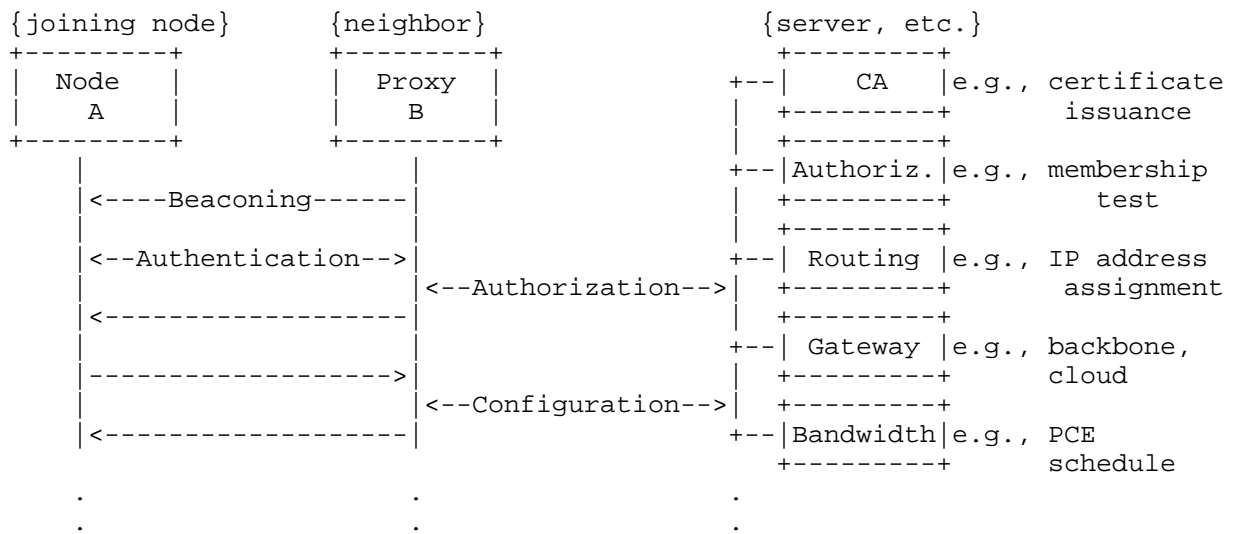 {joining node}        {neighbor}                 {server, etc.}
+---------+         +---------+                  +---------+
|  Node   |         |  Proxy  |              +--|    CA   |e.g., certificate
|    A    |         |    B    |              |  +---------+       issuance
+---------+         +---------+              |  +---------+
     |                    |                  +--|Authoriz.|e.g., membership
     |<----Beaconing------|                  |  +---------+         test
     |                    |                  |  +---------+
     |<--Authentication-->|                  +--| Routing |e.g., IP address
     |                    |<--Authorization-->|  +---------+       assignment
     |<-------------------|                  |  +---------+
     |                    |                  +--| Gateway |e.g., backbone,
     |------------------->|                  |  +---------+      cloud
     |                    |<--Configuration-->|  +---------+
     |<-------------------|                  +--|Bandwidth|e.g., PCE
                                                +---------+      schedule
     .                    .                  .
     .                    .                  .